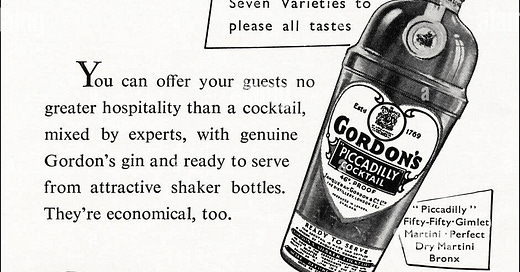 Seven Varieties to
please all tastes
You can offer your guests no
greater hospitality than a cocktail,
mixed by experts, with genuine
Gordon's gin and ready to serve
from attractive shaker bottles.
They're economical, too.
Estd 1769
GORDON'S
PICCADILLY
COCKTAIL
46° PROOF
READY TO SERVE
"Piccadilly"
Fifty-Fifty·Gimlet
Martini · Perfect
Dry Martini
Bronx